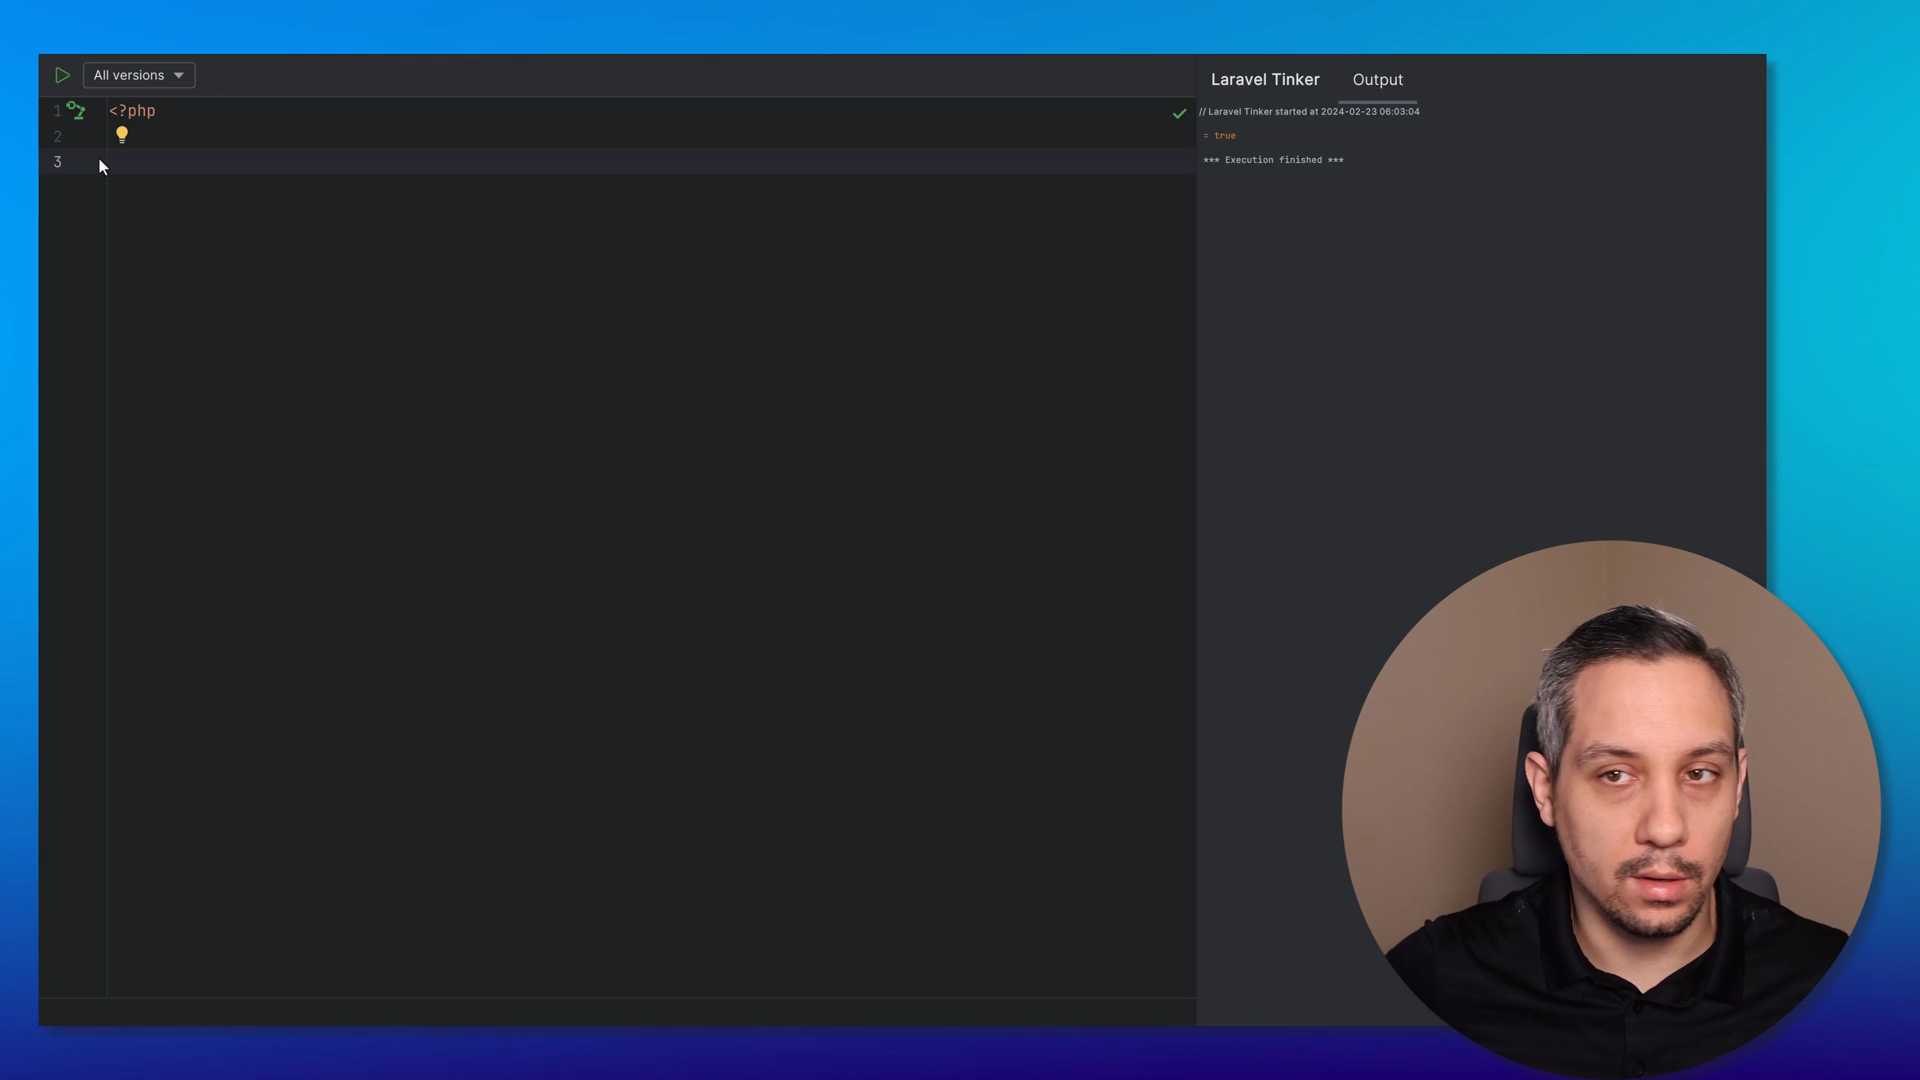 All versions
1 <?php
2
3
Laravel Tinker Output
// Laravel Tinker started at 2024-02-23 06:03:04
= true
*** Execution finished ***